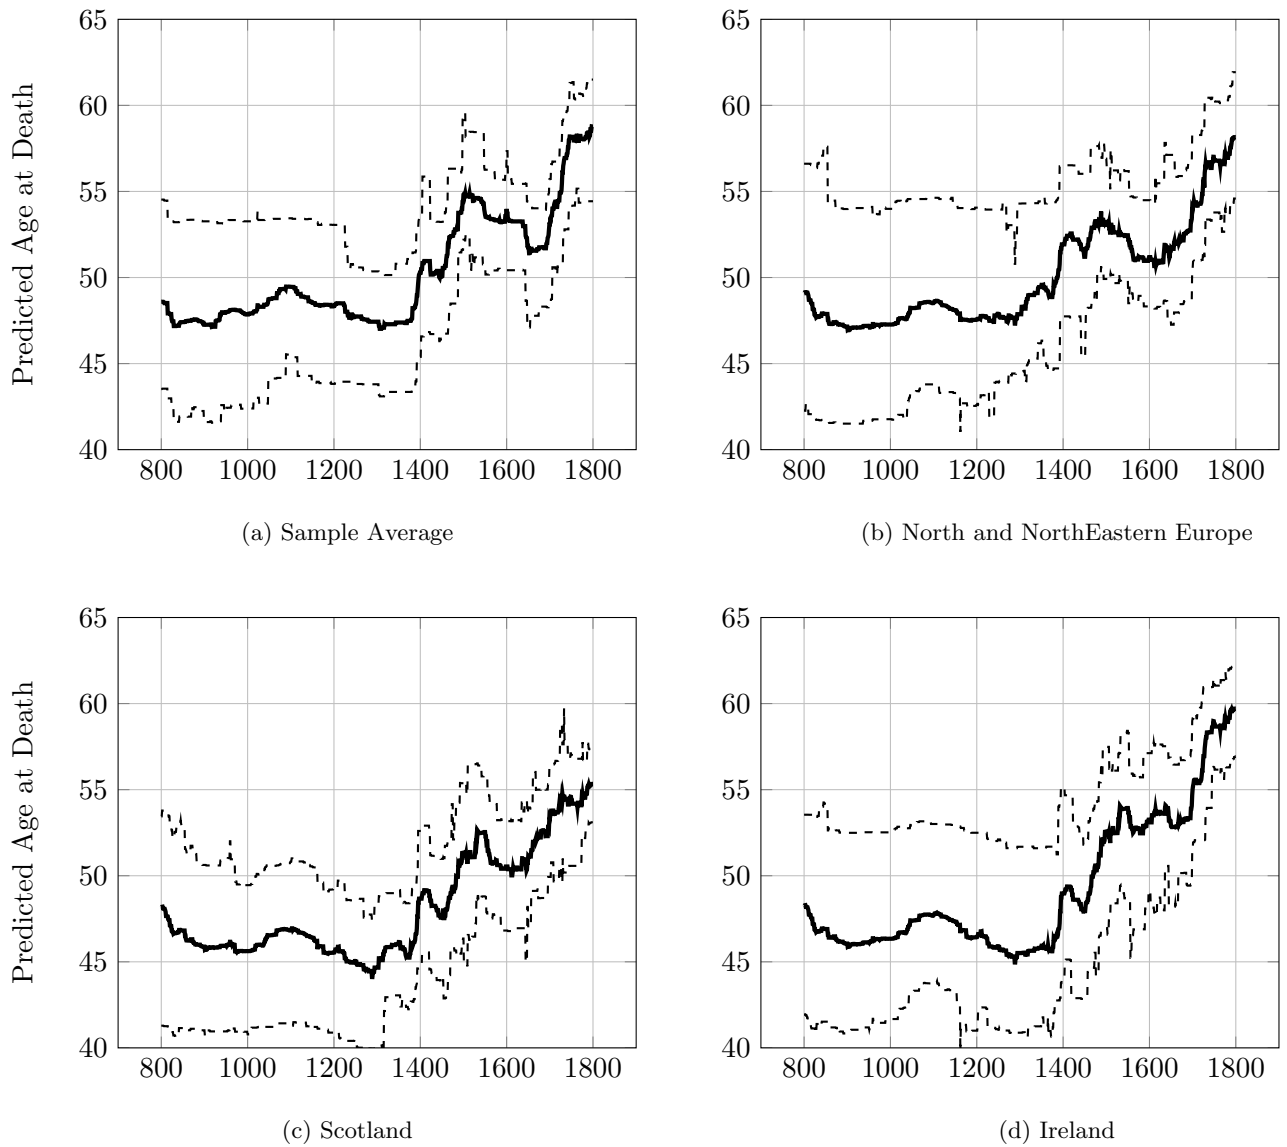 65
60
55
50
45
40
Predicted Age at Death
800 1000 1200 1400 1600 1800
(a) Sample Average
65
60
55
50
45
40
800 1000 1200 1400 1600 1800
(b) North and NorthEastern Europe
65
60
55
50
45
40
Predicted Age at Death
800 1000 1200 1400 1600 1800
(c) Scotland
65
60
55
50
45
40
800 1000 1200 1400 1600 1800
(d) Ireland